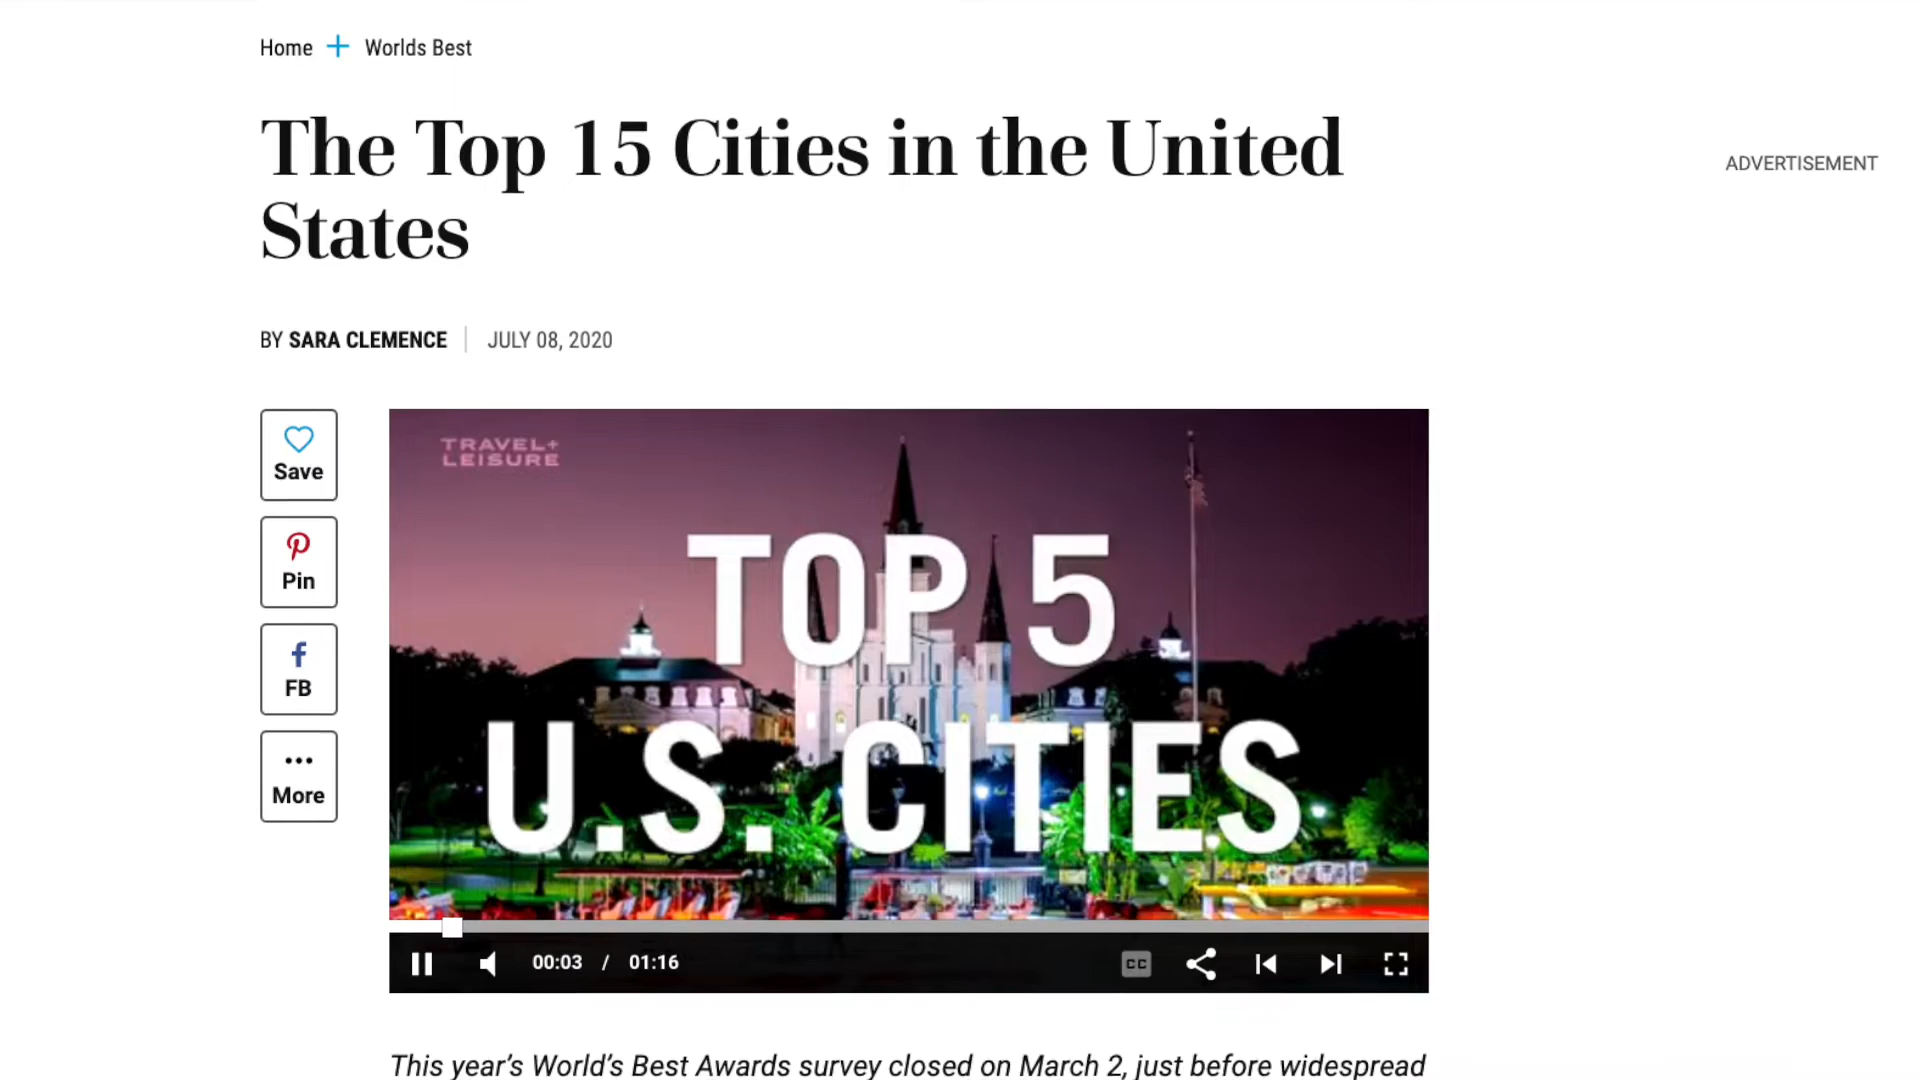 Home + Worlds Best
The Top 15 Cities in the United
States
ADVERTISEMENT
BY SARA CLEMENCE | JULY 08, 2020
Save
Pin
FB
More
TRAVEL+
LEISURE
TOP 5
U.S. CITIES
00:03 / 01:16
CC
This year’s World’s Best Awards survey closed on March 2, just before widespread